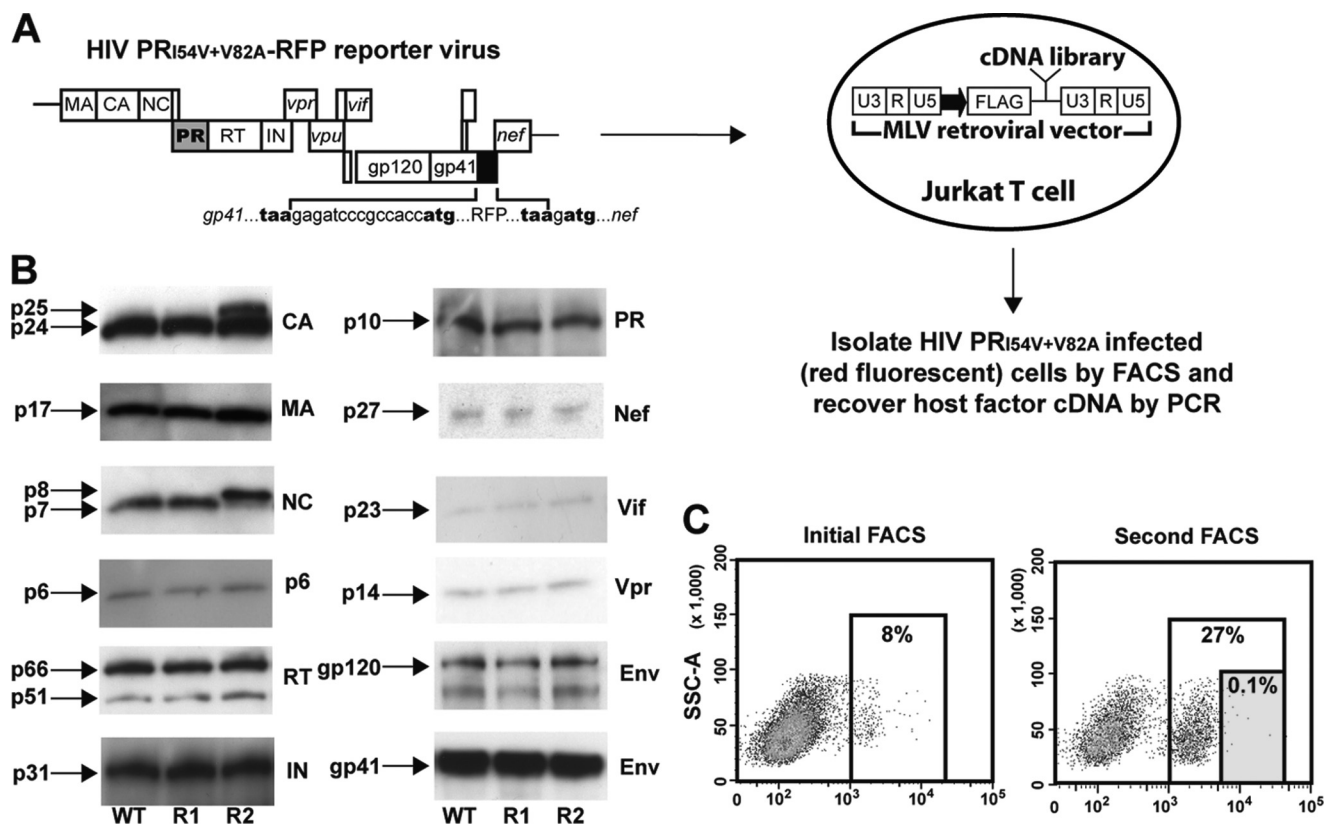 A
HIV PRI54V+V82A-RFP reporter virus
MA CA NC vpr vif
PR RT IN vpu nef
gp120 gp41
gp41...taagagatcccgccaccatg...RFP...taagatg...nef
cDNA library
U3 R U5 FLAG U3 R U5
MLV retroviral vector
Jurkat T cell
Isolate HIV PRI54V+V82A infected
(red fluorescent) cells by FACS and
recover host factor cDNA by PCR
B
p25
p24
CA
p17
MA
p8
p7
NC
p6
p6
p66
p51
RT
p31
IN
WT R1 R2
p10
PR
p27
Nef
p23
Vif
p14
Vpr
gp120
Env
gp41
Env
WT R1 R2
C
Initial FACS
SSC-A (x 1,000)
200
150
100
50
0
8%
0 10² 10³ 10⁴ 10⁵
Second FACS
(x 1,000)
200
150
100
50
0
27%
0.1%
0 10² 10³ 10⁴ 10⁵